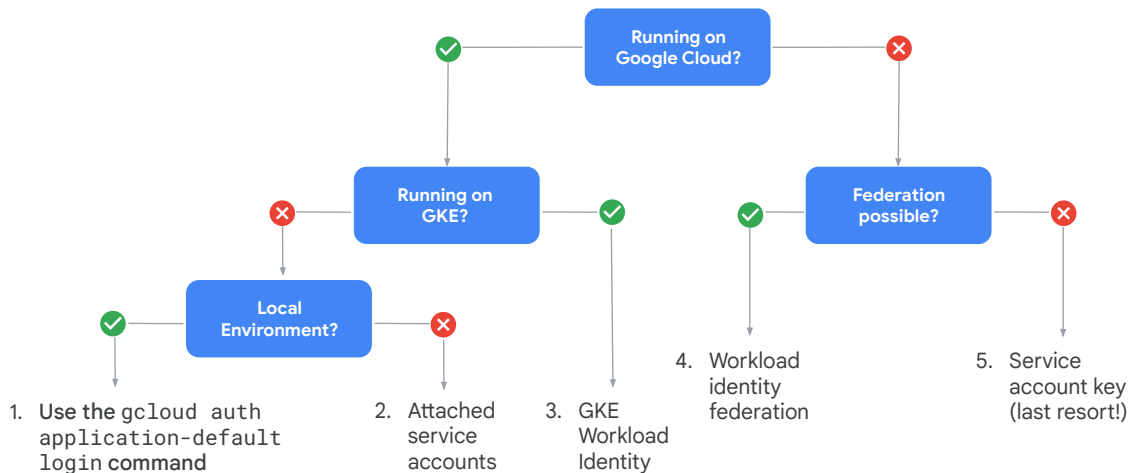 Running on
Google Cloud?
Running on
GKE?
Federation
possible?
Local
Environment?
1. Use the gcloud auth
application-default
login command
2. Attached
service
accounts
3. GKE
Workload
Identity
4. Workload
identity
federation
5. Service
account key
(last resort!)